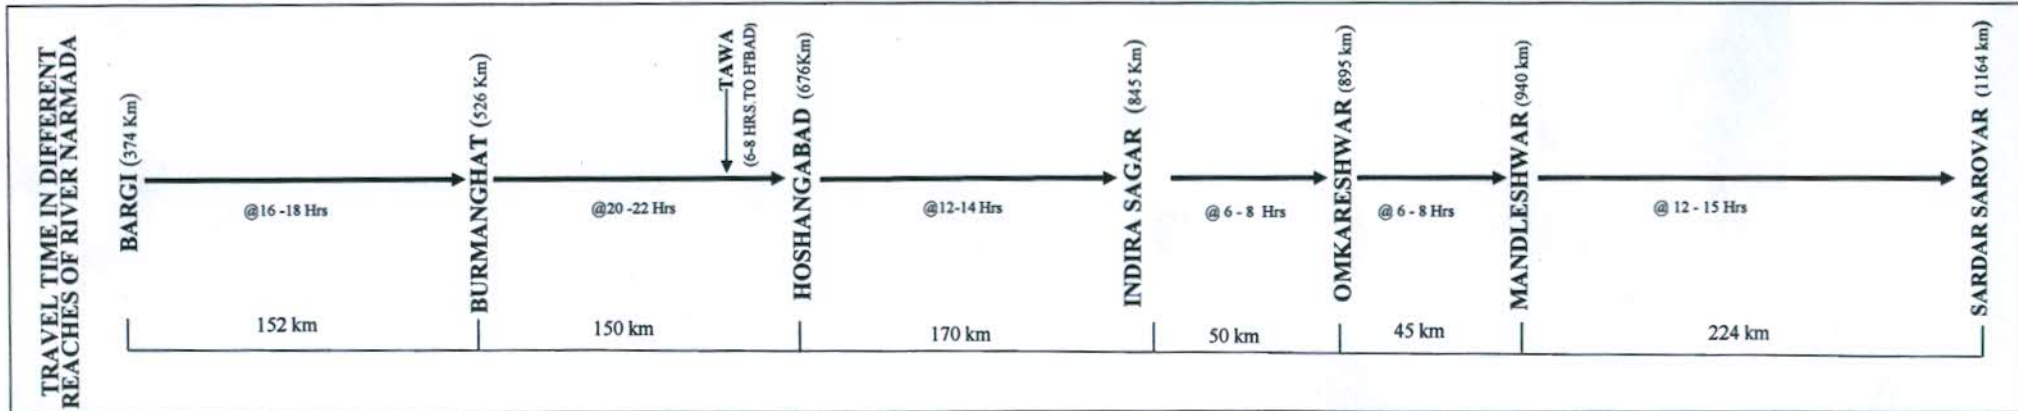 TRAVEL TIME IN DIFFERENT
REACHES OF RIVER NARMADA
BARGI (374 Km)
@16 -18 Hrs
152 km
BURMANGHAT (526 Km)
@20 -22 Hrs
150 km
TAWA
(6-8 HRS.TO H'BAD)
HOSHANGABAD (676Km)
@12-14 Hrs
170 km
INDIRA SAGAR (845 Km)
@ 6 - 8 Hrs
50 km
OMKARESHWAR (895 km)
@ 6 - 8 Hrs
45 km
MANDLESHWAR (940 km)
@ 12 - 15 Hrs
224 km
SARDAR SAROVAR (1164 km)